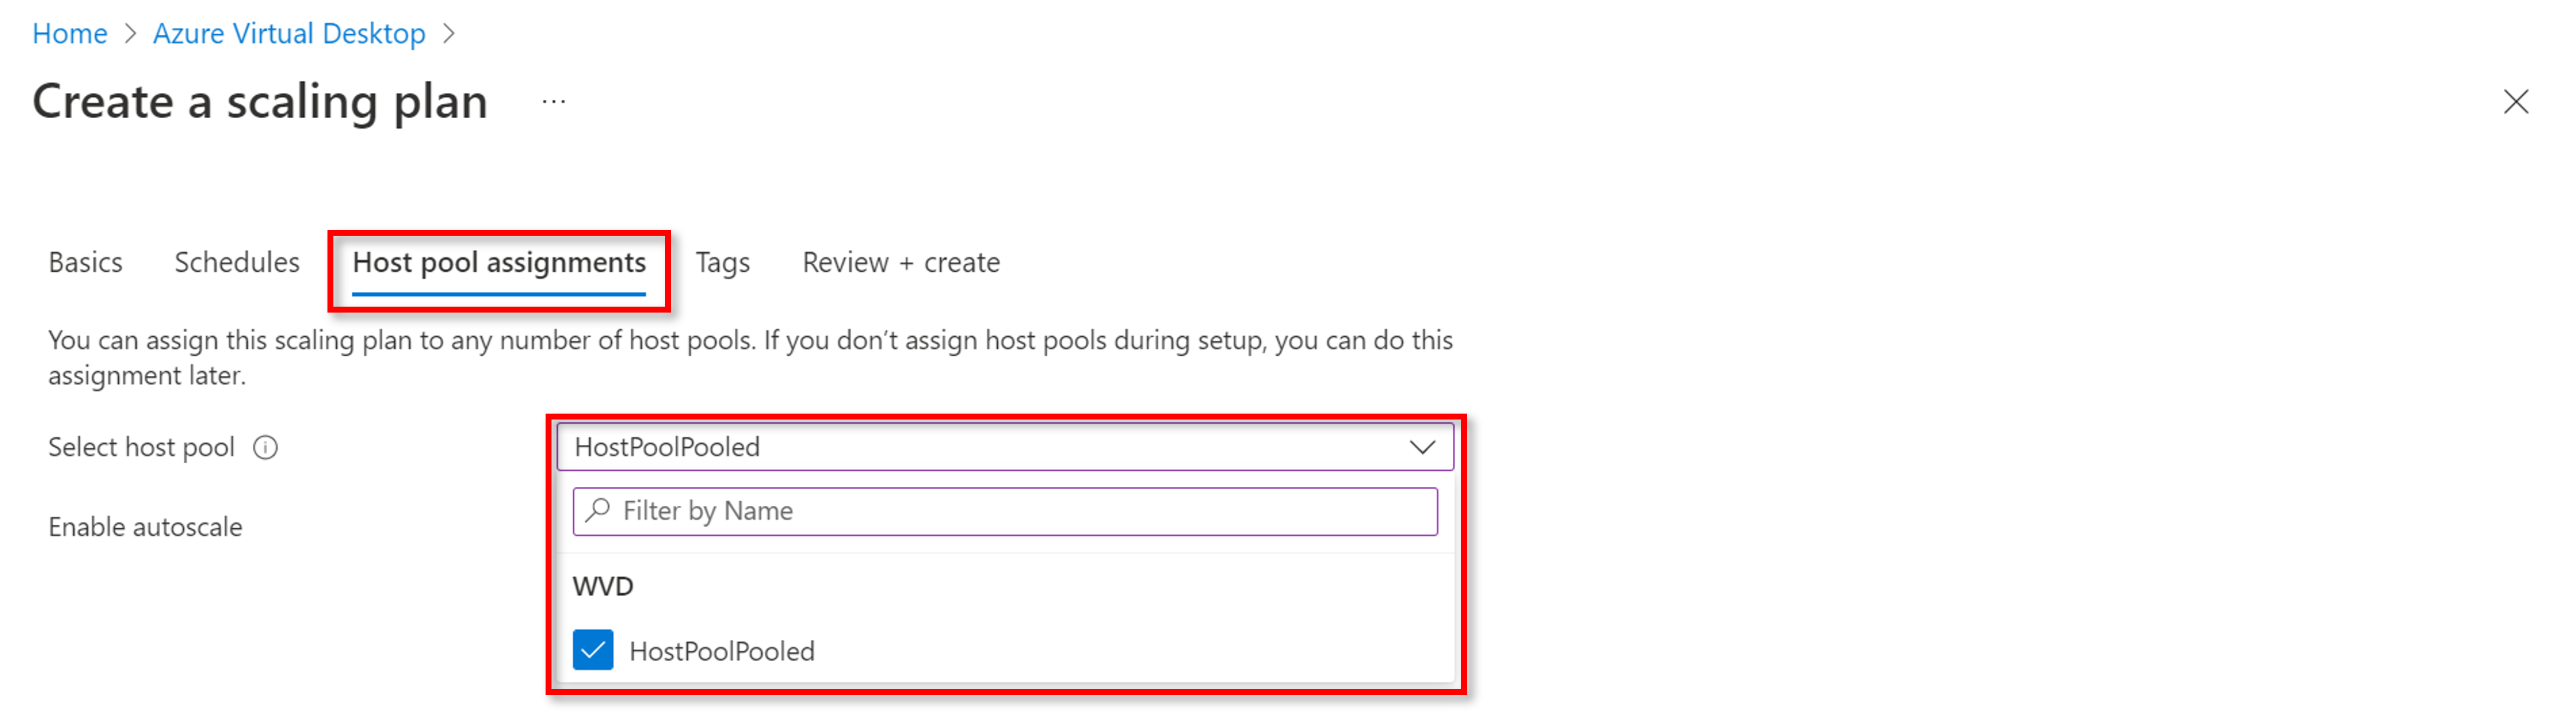 Home > Azure Virtual Desktop >
Create a scaling plan ...
Basics Schedules Host pool assignments Tags Review + create
You can assign this scaling plan to any number of host pools. If you don’t assign host pools during setup, you can do this
assignment later.
Select host pool HostPoolPooled
Filter by Name
Enable autoscale
WVD
HostPoolPooled